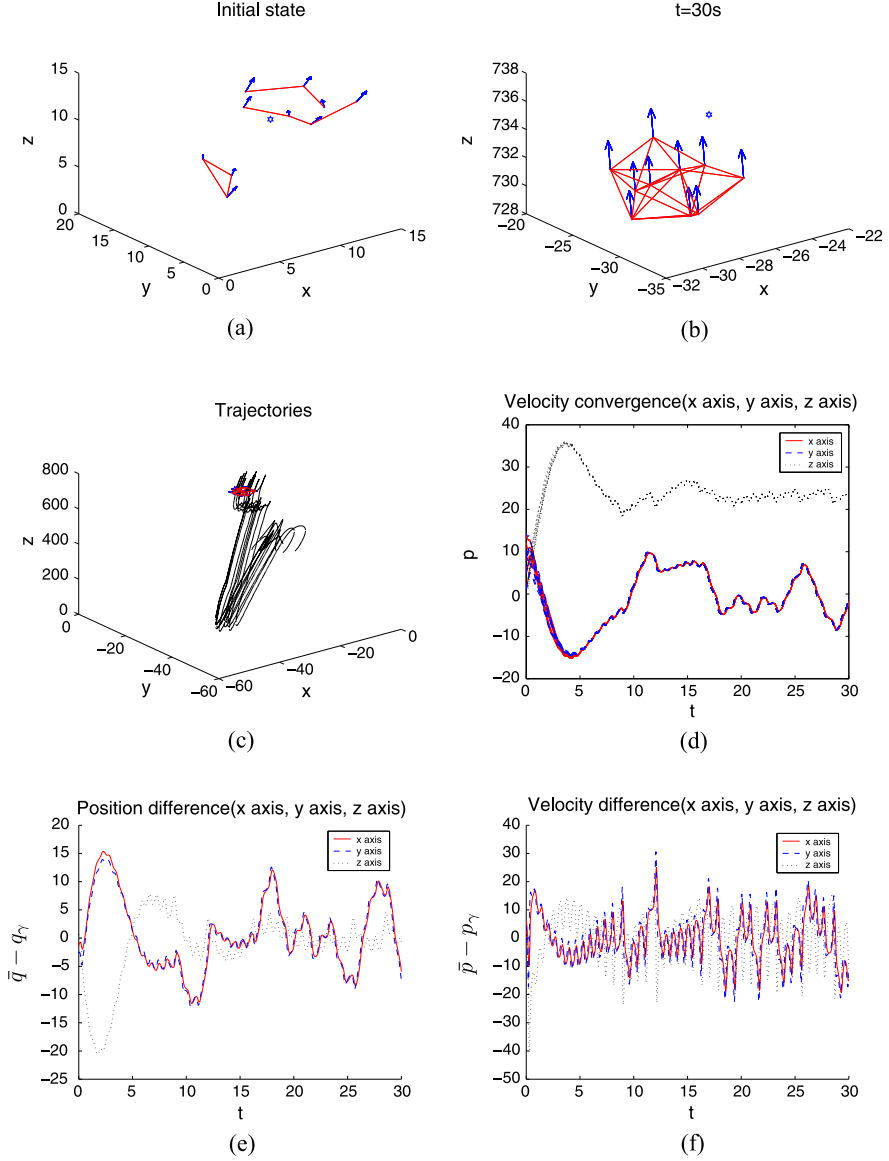 Initial state
z
15
10
5
0
20
15
10
5
0
y
0
5
10
15
x
(a)
t=30s
z
738
736
734
732
730
728
−20
−25
−30
−35
y
−32
−30
−28
−26
−24
−22
x
(b)
Trajectories
z
800
600
400
200
0
0
−20
−40
−60
y
−60
−40
−20
0
x
(c)
Velocity convergence(x axis, y axis, z axis)
p
40
30
20
10
0
−10
−20
x axis
y axis
z axis
0 5 10 15 20 25 30
t
(d)
Position difference(x axis, y axis, z axis)
q̄ − qγ
20
15
10
5
0
−5
−10
−15
−20
−25
x axis
y axis
z axis
0 5 10 15 20 25 30
t
(e)
Velocity difference(x axis, y axis, z axis)
p̄ − pγ
40
30
20
10
0
−10
−20
−30
−40
−50
x axis
y axis
z axis
0 5 10 15 20 25 30
t
(f)